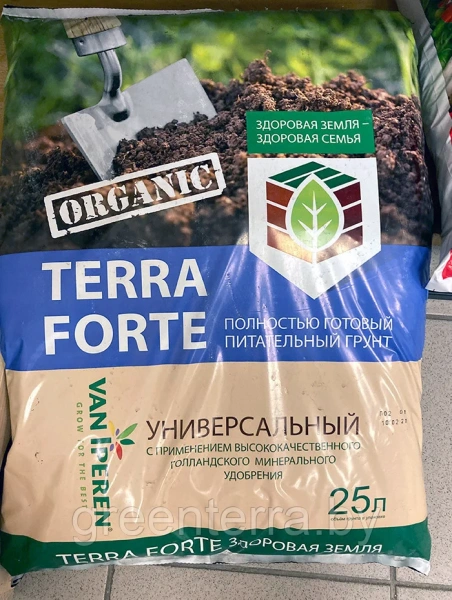 ЗДОРОВАЯ ЗЕМЛЯ –
ЗДОРОВАЯ СЕМЬЯ
ORGANIC
TERRA
FORTE
ПОЛНОСТЬЮ ГОТОВЫЙ
ПИТАТЕЛЬНЫЙ ГРУНТ
VAN IPEREN
GROW FOR THE BEST
УНИВЕРСАЛЬНЫЙ
С ПРИМЕНЕНИЕМ ВЫСОКОКАЧЕСТВЕННОГО
ГОЛЛАНДСКОГО МИНЕРАЛЬНОГО
УДОБРЕНИЯ
25л
greenterra.by
TERRA FORTE ЗДОРОВАЯ ЗЕМЛЯ